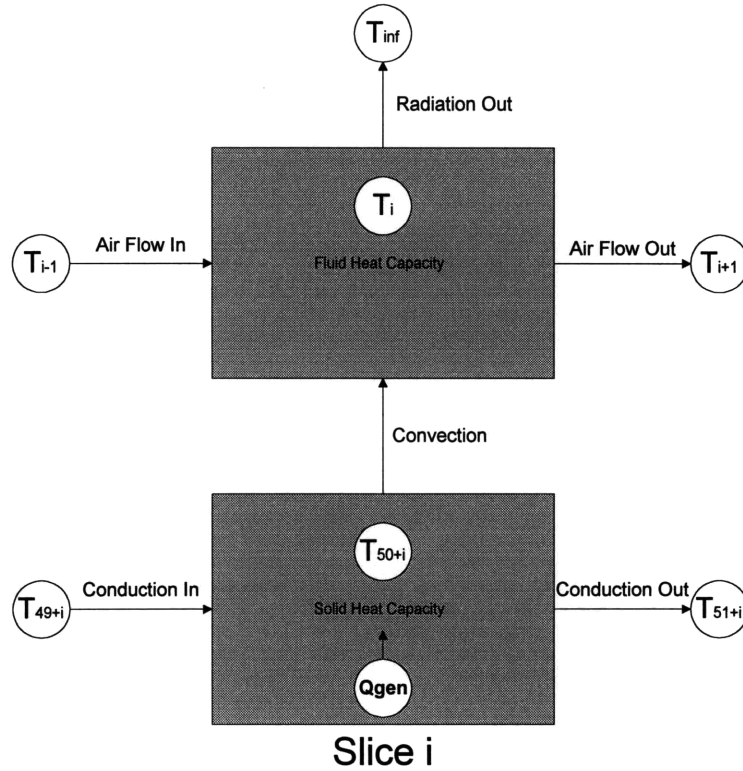 Tinf
Radiation Out
Ti
Ti-1
Air Flow In
Fluid Heat Capacity
Air Flow Out
Ti+1
Convection
T50+i
T49+i
Conduction In
Solid Heat Capacity
Conduction Out
T51+i
Qgen
Slice i